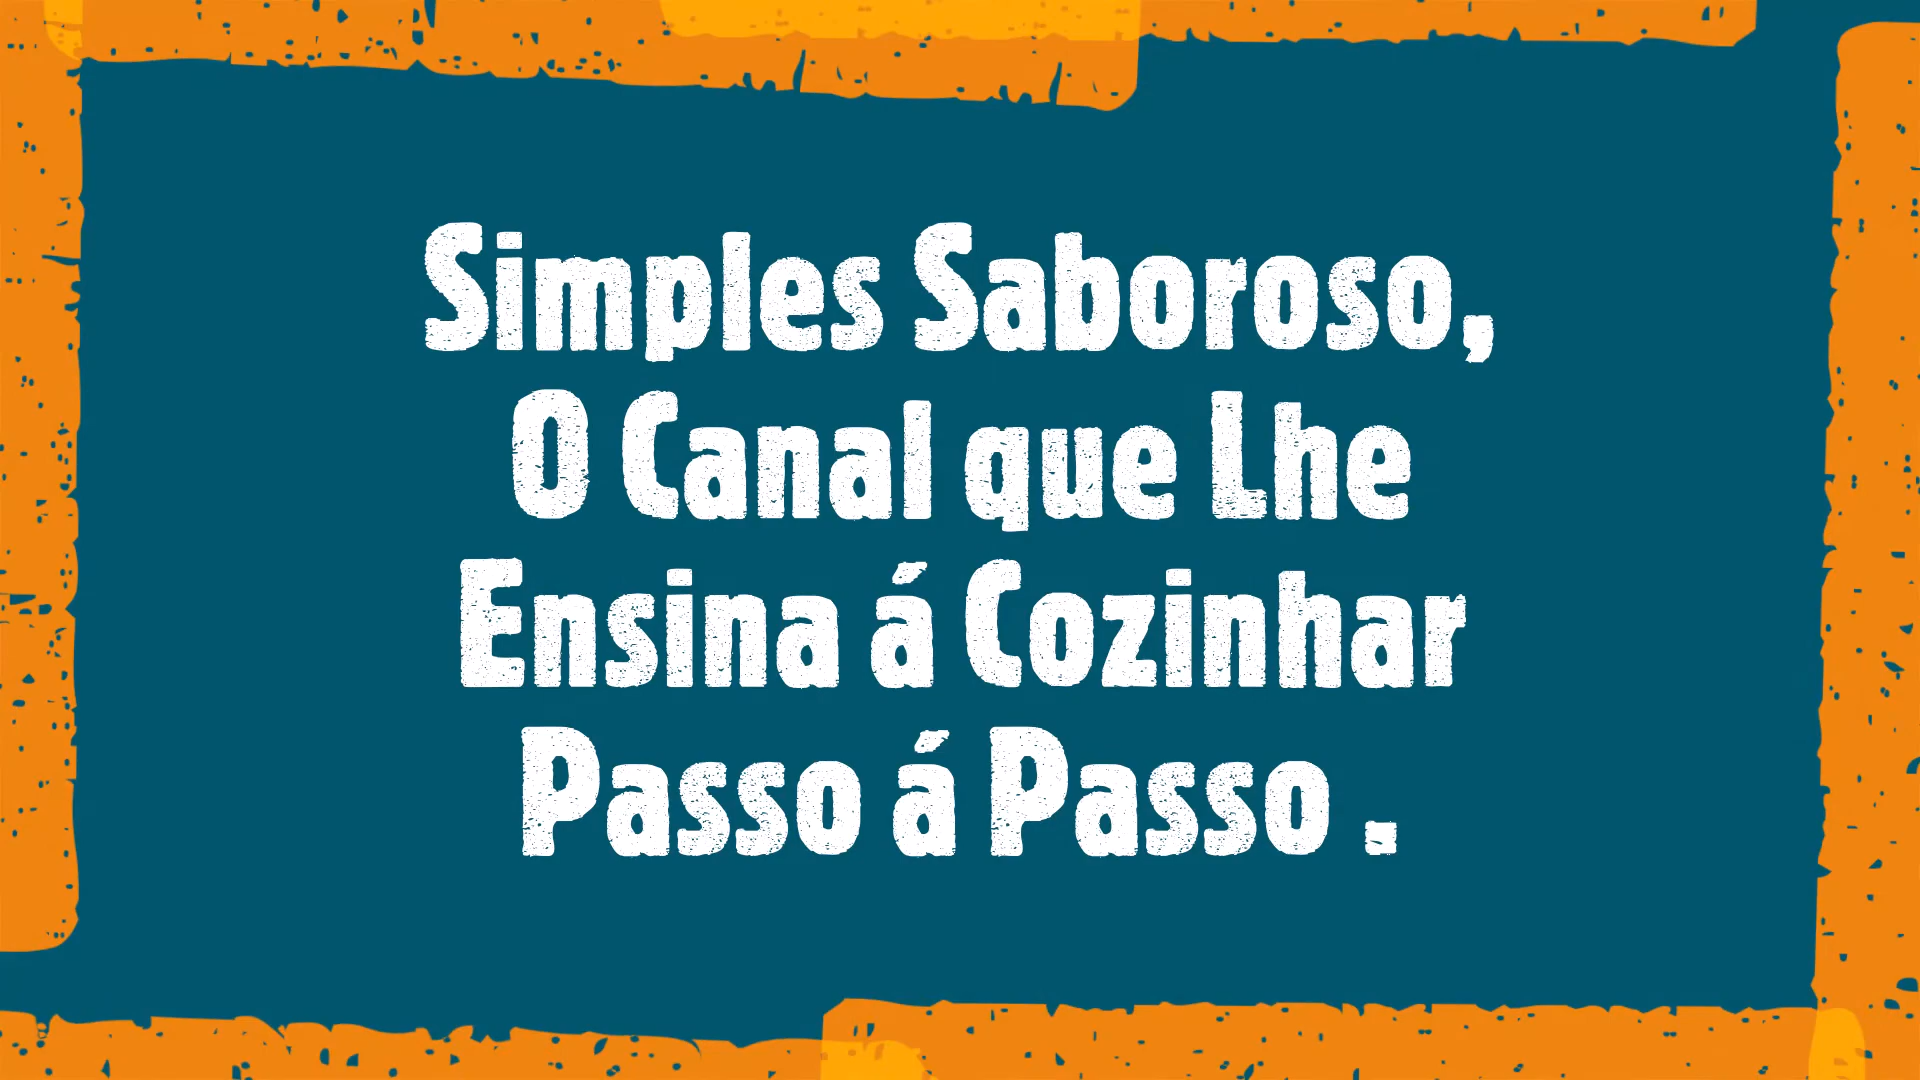 Simples Saboroso,
O Canal que Lhe
Ensina á Cozinhar
Passo á Passo .